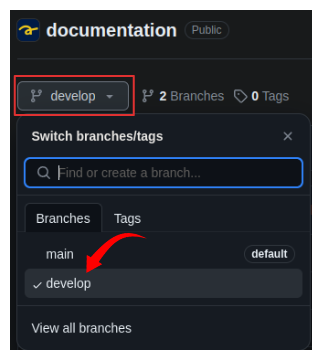 documentation Public
develop 2 Branches 0 Tags
Switch branches/tags
Find or create a branch...
Branches Tags
main default
develop
View all branches